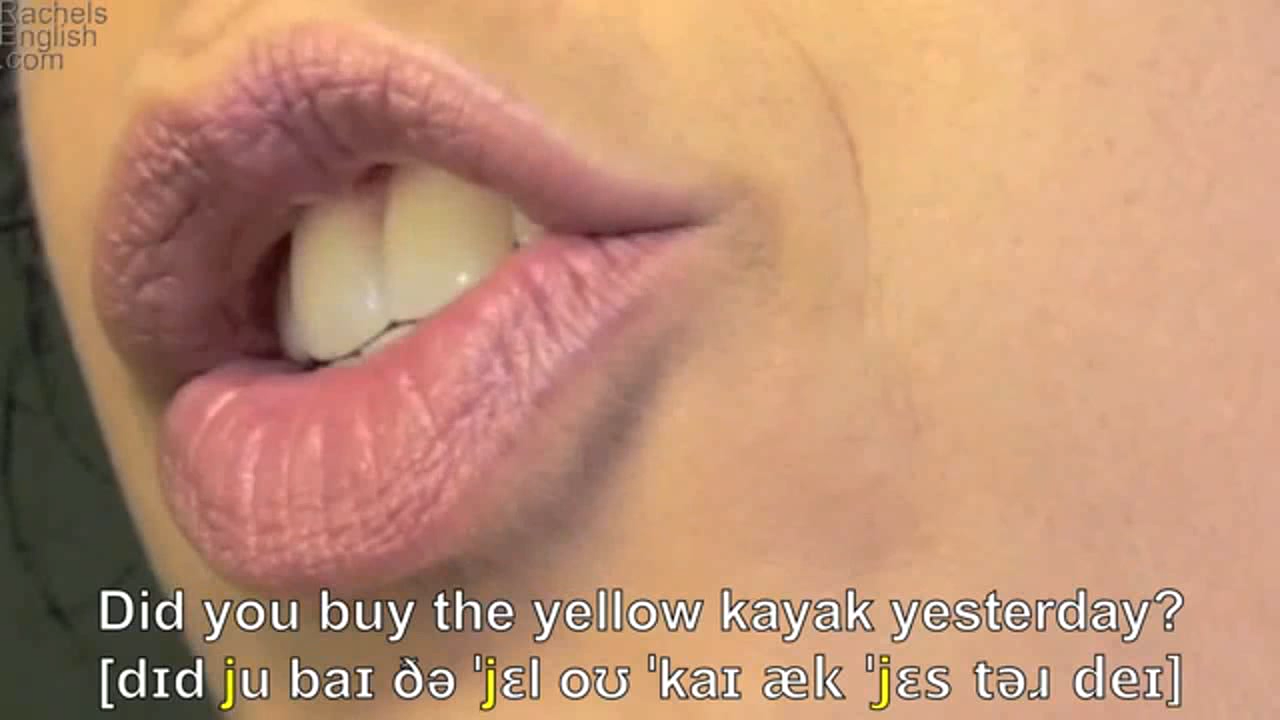 Rachels
English
.com
Did you buy the yellow kayak yesterday?
[dɪd ju baɪ ðə ˈjɛl oʊ ˈkaɪ æk ˈjɛs təɹ deɪ]